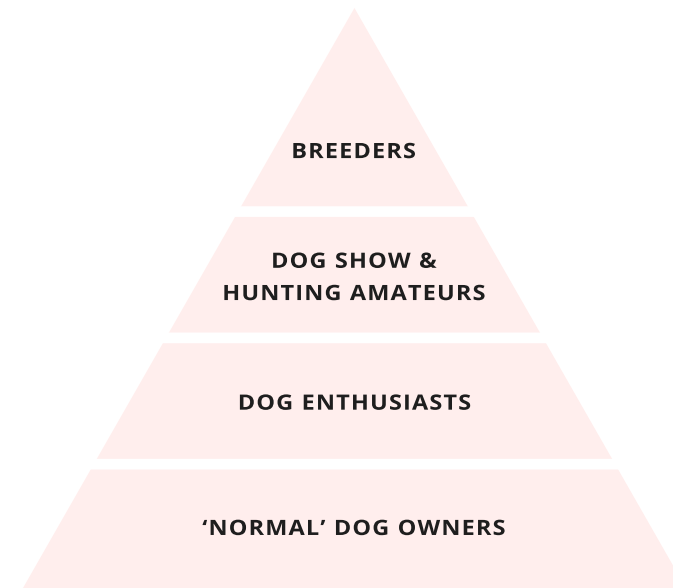 BREEDERS
DOG SHOW &
HUNTING AMATEURS
DOG ENTHUSIASTS
‘NORMAL’ DOG OWNERS